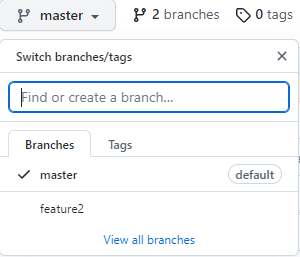 master 2 branches 0 tags
Switch branches/tags
Find or create a branch...
Branches Tags
master default
feature2
View all branches